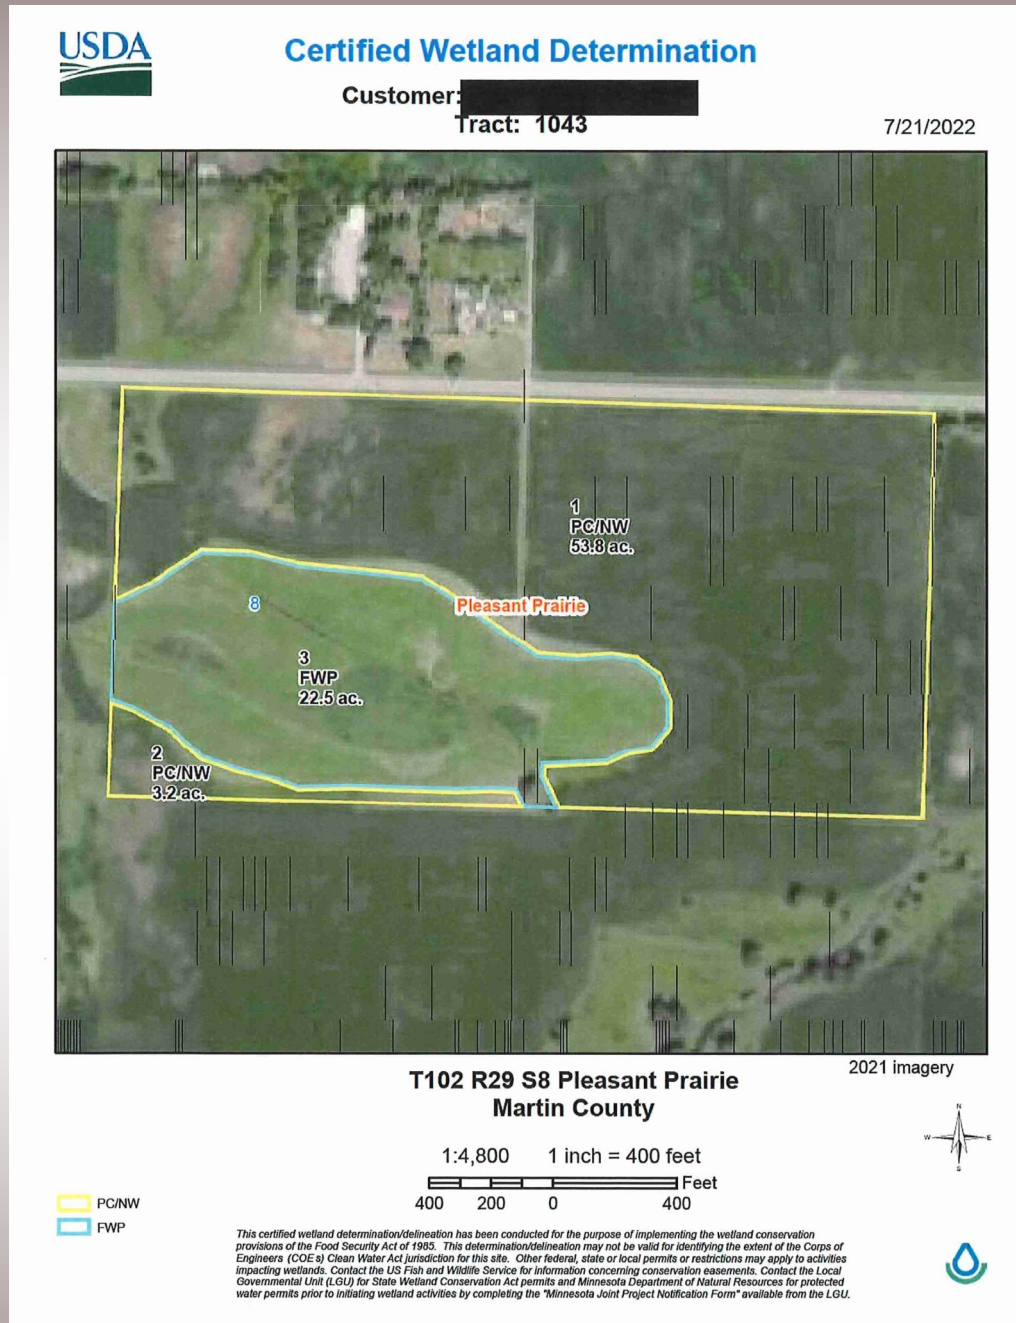 USDA
Certified Wetland Determination
Customer:
Tract: 1043
7/21/2022
1
PC/NW
53.8 ac.
8
Pleasant Prairie
3
FWP
22.5 ac.
2
PC/NW
3.2 ac.
2021 imagery
T102 R29 S8 Pleasant Prairie
Martin County
N
W E
S
1:4,800 1 inch = 400 feet
Feet
400 200 0 400
PC/NW
FWP
This certified wetland determination/delineation has been conducted for the purpose of implementing the wetland conservation
provisions of the Food Security Act of 1985. This determination/delineation may not be valid for identifying the extent of the Corps of
Engineers (COE s) Clean Water Act jurisdiction for this site. Other federal, state or local permits or restrictions may apply to activities
impacting wetlands. Contact the US Fish and Wildlife Service for information concerning conservation easements. Contact the Local
Governmental Unit (LGU) for State Wetland Conservation Act permits and Minnesota Department of Natural Resources for protected
water permits prior to initiating wetland activities by completing the "Minnesota Joint Project Notification Form" available from the LGU.